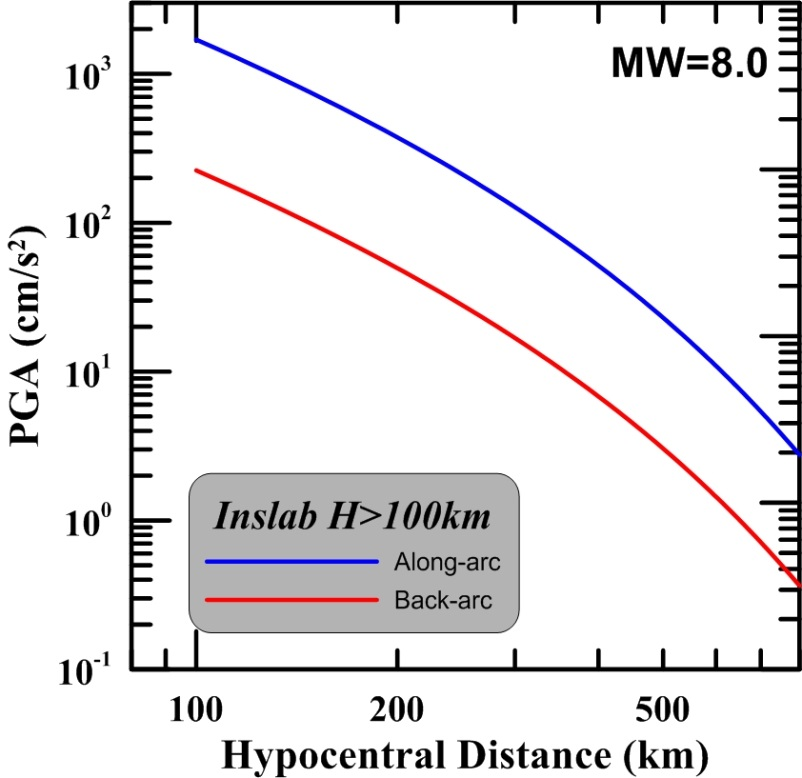 MW=8.0
PGA (cm/s²)
10³
10²
10¹
10⁰
10⁻¹
Inslab H>100km
Along-arc
Back-arc
100 200 500
Hypocentral Distance (km)